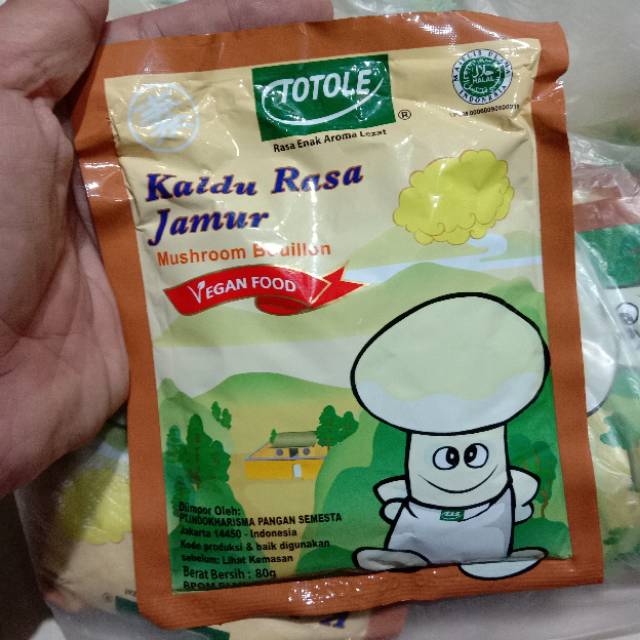 TOTOLE
®
Rasa Enak Aroma Lezat
HALAL
Kaldu Rasa
Jamur
Mushroom Bouillon
VEGAN FOOD
Diimpor Oleh:
PT.INDOKHARISMA PANGAN SEMESTA
Jakarta 14450 - Indonesia
Kode produksi & baik digunakan
sebelum: Lihat Kemasan
Berat Bersih : 80g